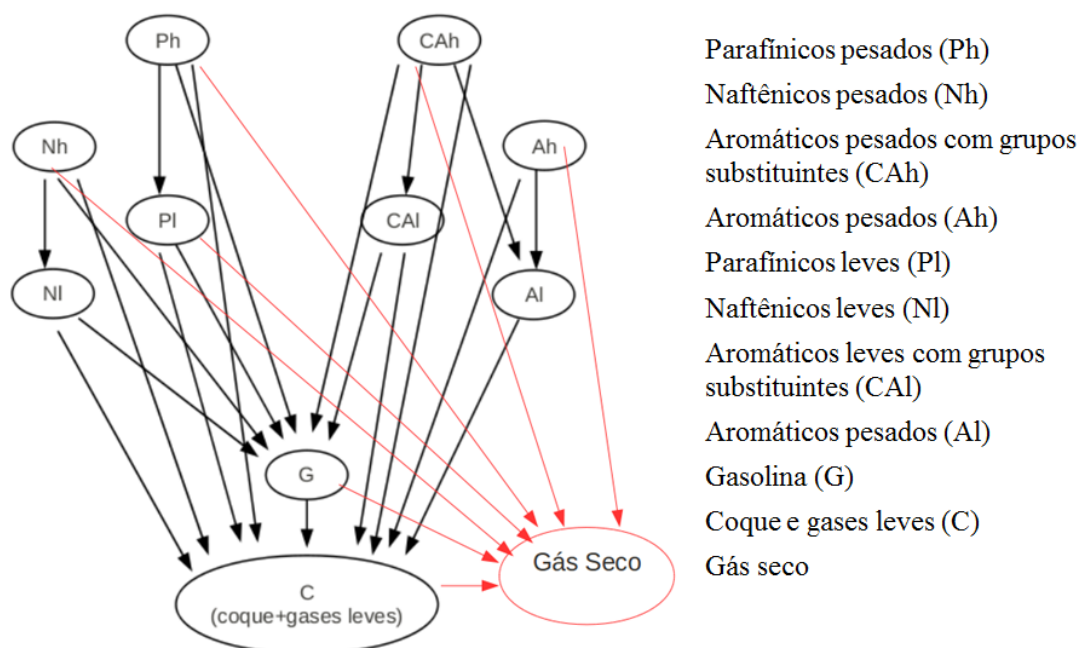 Ph
CAh
Nh
Ah
Pl
CAl
Nl
Al
G
Gás Seco
C
(coque+gases leves)
Parafínicos pesados (Ph)
Naftênicos pesados (Nh)
Aromáticos pesados com grupos
substituintes (CAh)
Aromáticos pesados (Ah)
Parafínicos leves (Pl)
Naftênicos leves (Nl)
Aromáticos leves com grupos
substituintes (CAl)
Aromáticos pesados (Al)
Gasolina (G)
Coque e gases leves (C)
Gás seco